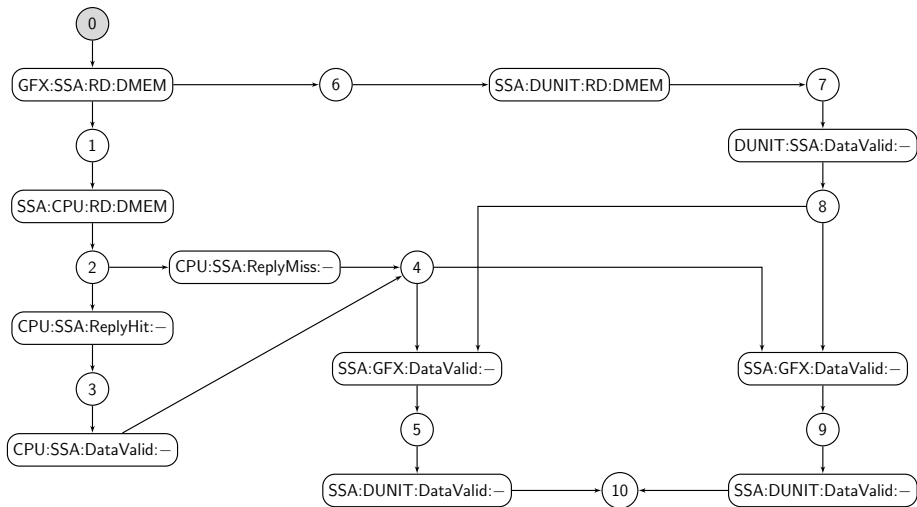 0
GFX:SSA:RD:DMEM
6
SSA:DUNIT:RD:DMEM
7
1
DUNIT:SSA:DataValid:−
SSA:CPU:RD:DMEM
8
2
CPU:SSA:ReplyMiss:−
4
CPU:SSA:ReplyHit:−
SSA:GFX:DataValid:−
SSA:GFX:DataValid:−
3
5
9
CPU:SSA:DataValid:−
SSA:DUNIT:DataValid:−
10
SSA:DUNIT:DataValid:−